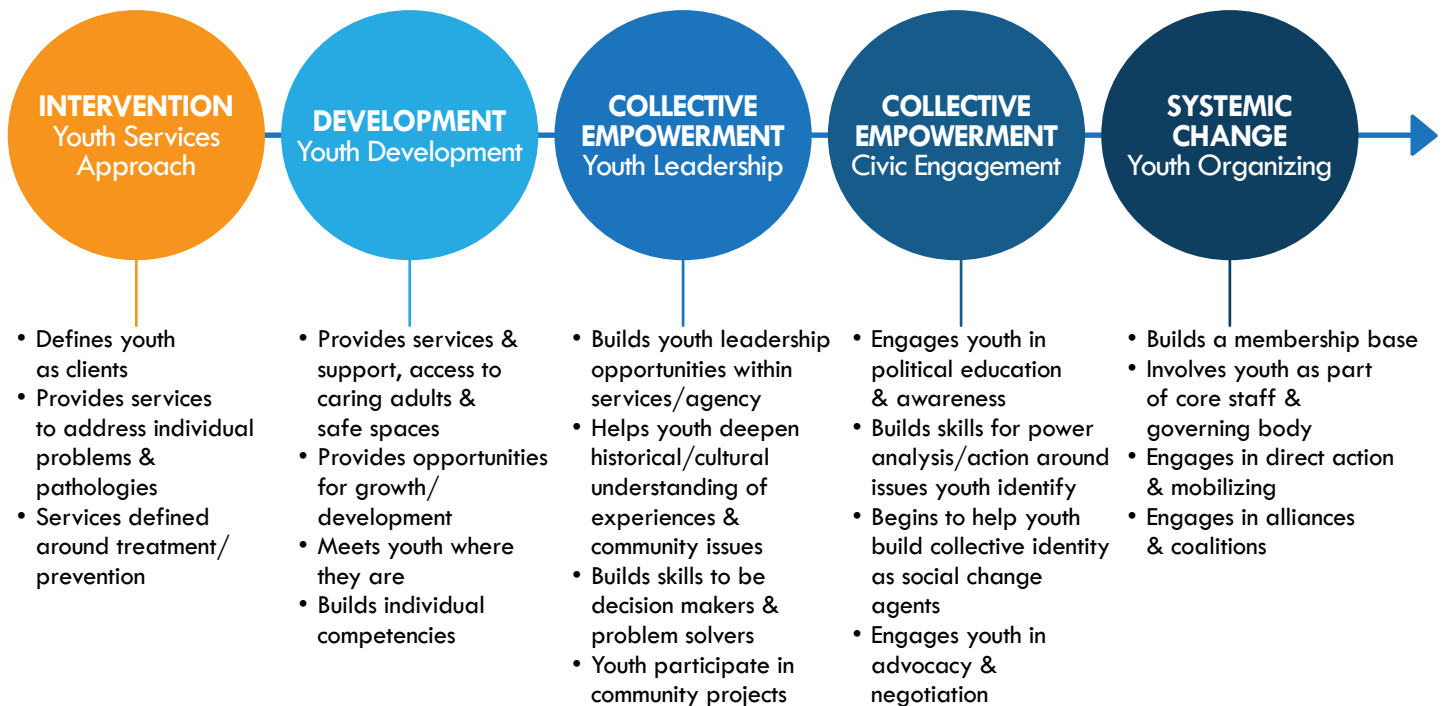 INTERVENTION
Youth Services
Approach
DEVELOPMENT
Youth Development
COLLECTIVE
EMPOWERMENT
Youth Leadership
COLLECTIVE
EMPOWERMENT
Civic Engagement
SYSTEMIC
CHANGE
Youth Organizing
• Defines youth
as clients
• Provides services
to address individual
problems &
pathologies
• Services defined
around treatment/
prevention
• Provides services &
support, access to
caring adults &
safe spaces
• Provides opportunities
for growth/
development
• Meets youth where
they are
• Builds individual
competencies
• Builds youth leadership
opportunities within
services/agency
• Helps youth deepen
historical/cultural
understanding of
experiences &
community issues
• Builds skills to be
decision makers &
problem solvers
• Youth participate in
community projects
• Engages youth in
political education
& awareness
• Builds skills for power
analysis/action around
issues youth identify
• Begins to help youth
build collective identity
as social change
agents
• Engages youth in
advocacy &
negotiation
• Builds a membership base
• Involves youth as part
of core staff &
governing body
• Engages in direct action
& mobilizing
• Engages in alliances
& coalitions